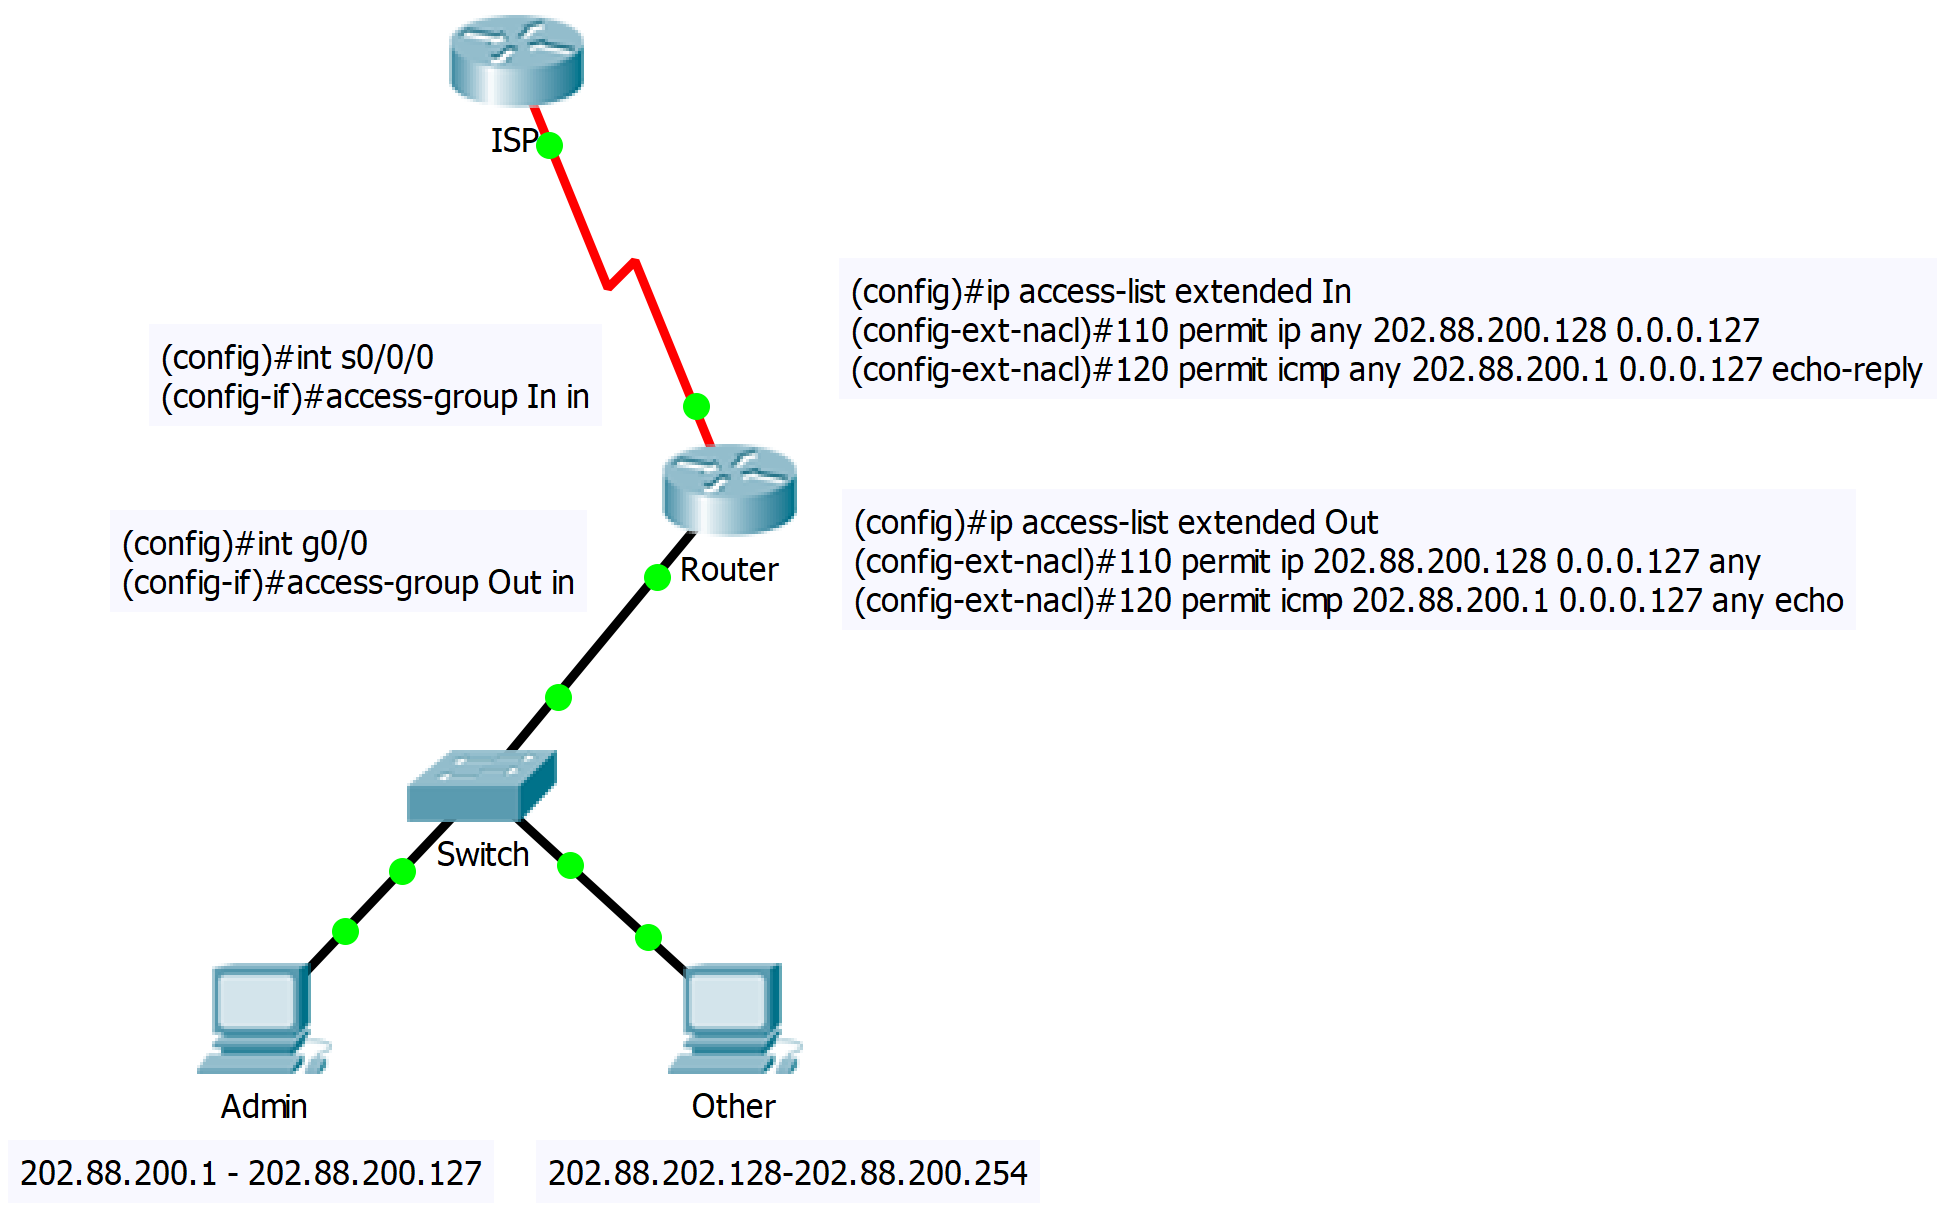 ISP
(config)#ip access-list extended In
(config-ext-nacl)#110 permit ip any 202.88.200.128 0.0.0.127
(config-ext-nacl)#120 permit icmp any 202.88.200.1 0.0.0.127 echo-reply
(config)#int s0/0/0
(config-if)#access-group In in
(config)#ip access-list extended Out
(config-ext-nacl)#110 permit ip 202.88.200.128 0.0.0.127 any
(config-ext-nacl)#120 permit icmp 202.88.200.1 0.0.0.127 any echo
(config)#int g0/0
(config-if)#access-group Out in
Router
Switch
Admin
Other
202.88.200.1 - 202.88.200.127
202.88.202.128-202.88.200.254